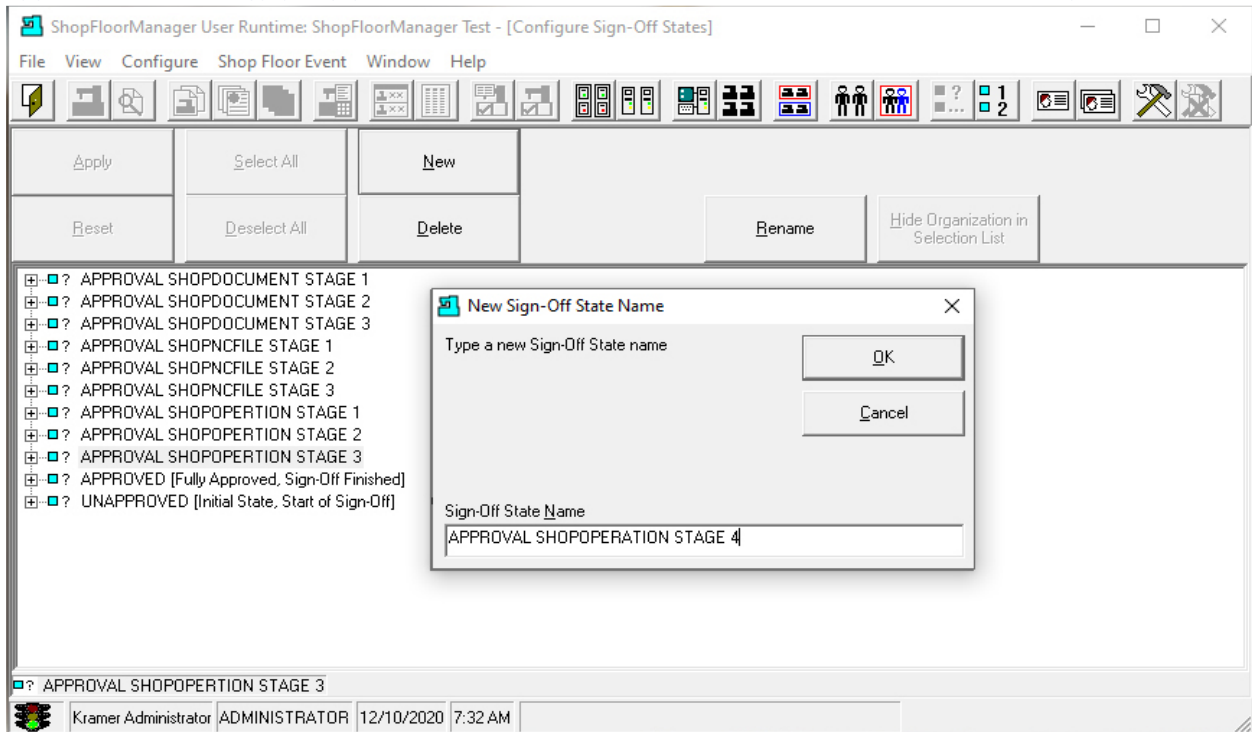 ShopFloorManager User Runtime: ShopFloorManager Test - [Configure Sign-Off States]
File View Configure Shop Floor Event Window Help
Apply Select All New
Reset Deselect All Delete Rename Hide Organization in
Selection List
? APPROVAL SHOPDOCUMENT STAGE 1
? APPROVAL SHOPDOCUMENT STAGE 2
? APPROVAL SHOPDOCUMENT STAGE 3
? APPROVAL SHOPNCFILE STAGE 1
? APPROVAL SHOPNCFILE STAGE 2
? APPROVAL SHOPNCFILE STAGE 3
? APPROVAL SHOPOPERTION STAGE 1
? APPROVAL SHOPOPERTION STAGE 2
? APPROVAL SHOPOPERTION STAGE 3
? APPROVED [Fully Approved, Sign-Off Finished]
? UNAPPROVED [Initial State, Start of Sign-Off]
New Sign-Off State Name
Type a new Sign-Off State name
OK
Cancel
Sign-Off State Name
APPROVAL SHOPOPERATION STAGE 4
? APPROVAL SHOPOPERTION STAGE 3
Kramer Administrator ADMINISTRATOR 12/10/2020 7:32 AM